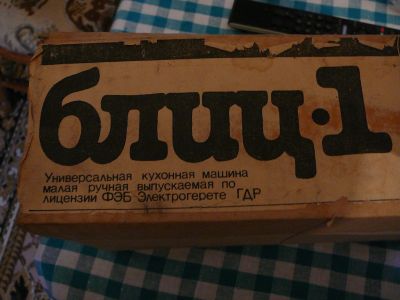 блиц·1
Универсальная кухонная машина
малая ручная выпускаемая по
лицензии ФЭБ Электрогерете ГДР